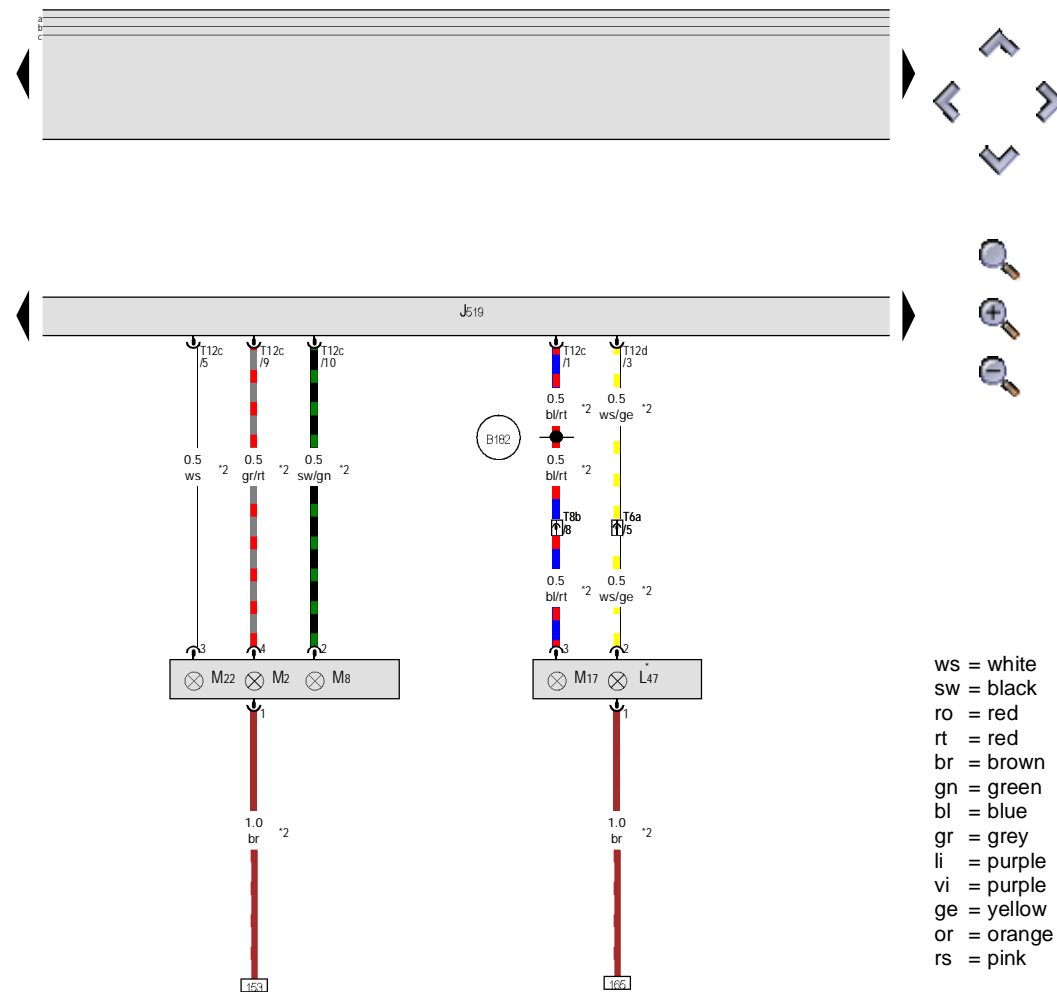 a
b
c
J519
T12c
/5
T12c
/9
T12c
/10
T12c
/1
T12d
/3
0.5
bl/rt
*2
0.5
ws/ge
*2
B182
0.5
ws
*2
0.5
gr/rt
*2
0.5
sw/gn
*2
0.5
bl/rt
*2
T8b
/8
T6a
/5
0.5
bl/rt
*2
0.5
ws/ge
*2
3
4
2
3
2
M22
M2
M8
M17
L47
*
1
1
1.0
br
*2
1.0
br
*2
153
165
ws = white
sw = black
ro = red
rt = red
br = brown
gn = green
bl = blue
gr = grey
li = purple
vi = purple
ge = yellow
or = orange
rs = pink